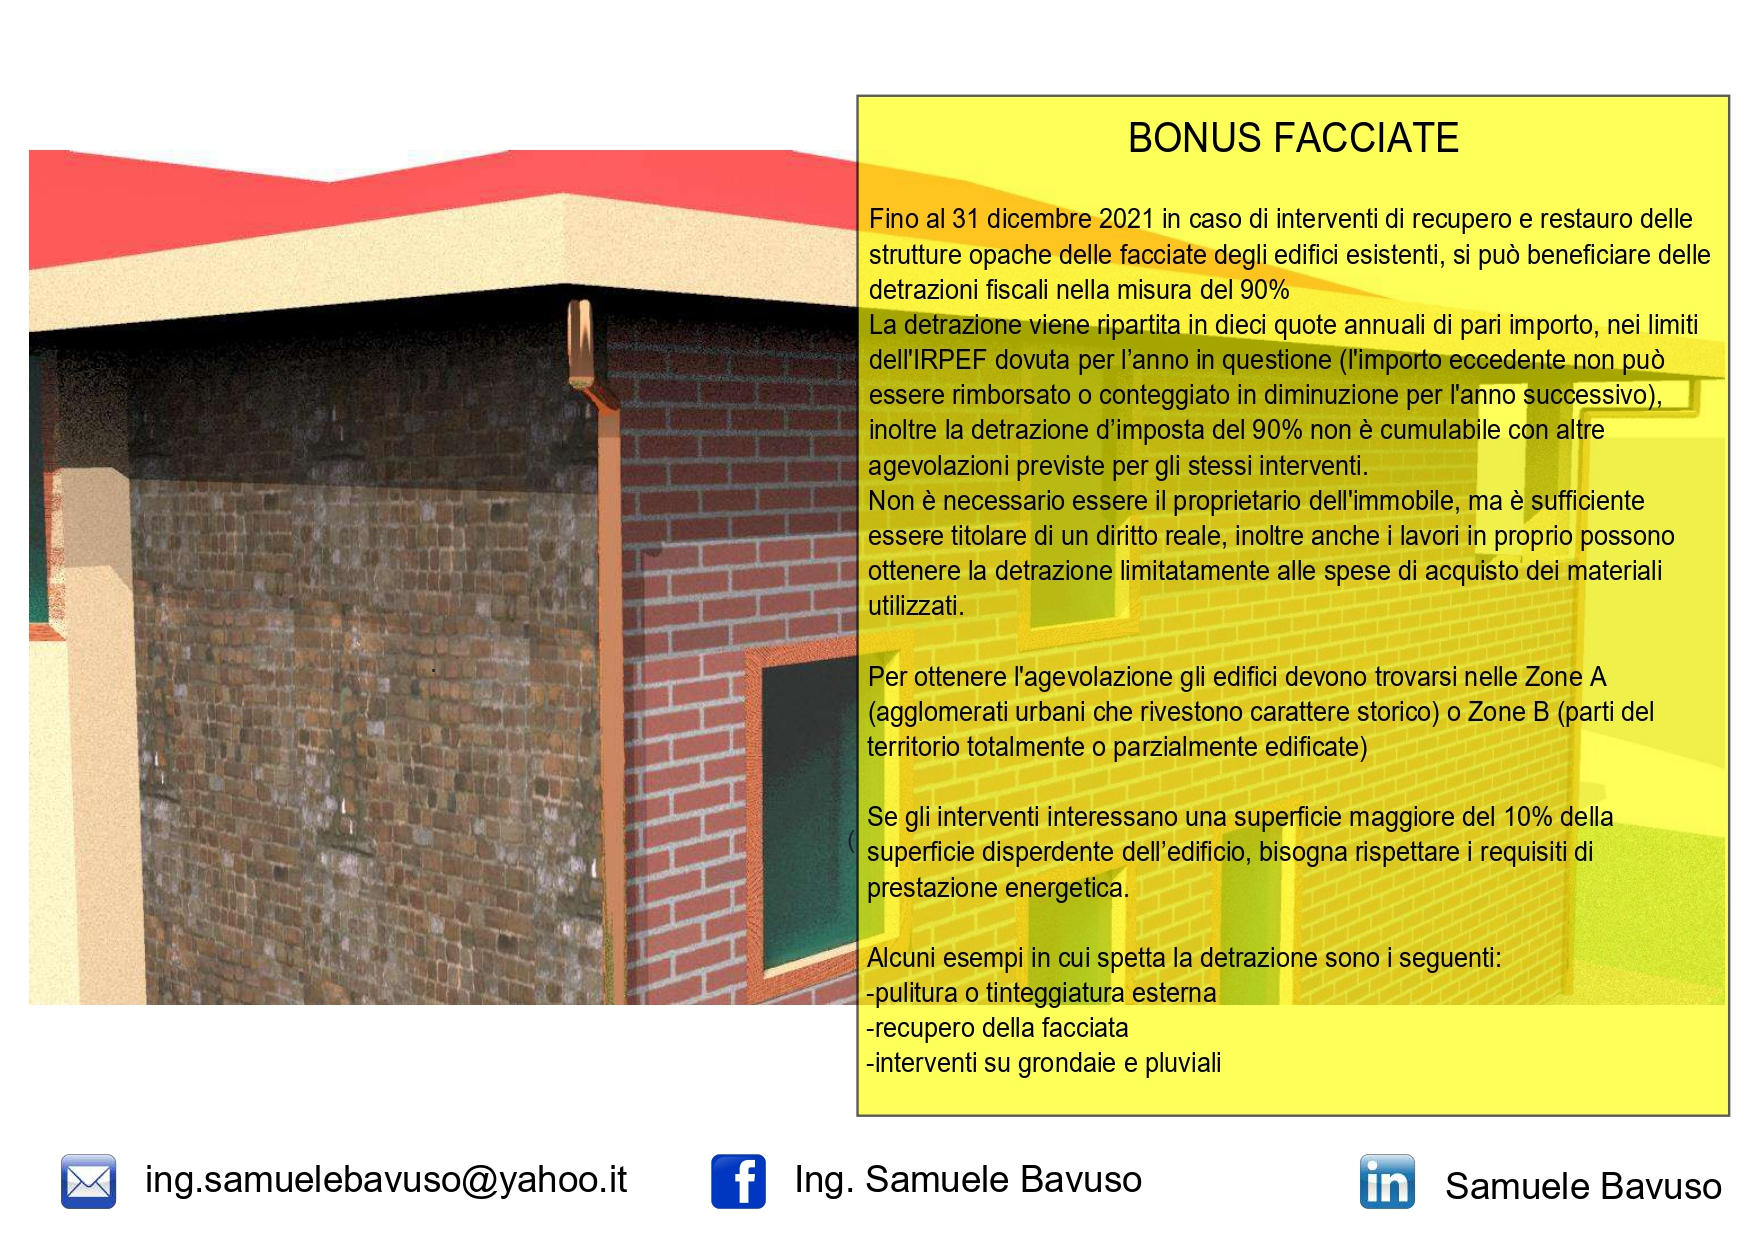 BONUS FACCIATE
Fino al 31 dicembre 2021 in caso di interventi di recupero e restauro delle
strutture opache delle facciate degli edifici esistenti, si può beneficiare delle
detrazioni fiscali nella misura del 90%
La detrazione viene ripartita in dieci quote annuali di pari importo, nei limiti
dell'IRPEF dovuta per l’anno in questione (l'importo eccedente non può
essere rimborsato o conteggiato in diminuzione per l'anno successivo),
inoltre la detrazione d’imposta del 90% non è cumulabile con altre
agevolazioni previste per gli stessi interventi.
Non è necessario essere il proprietario dell'immobile, ma è sufficiente
essere titolare di un diritto reale, inoltre anche i lavori in proprio possono
ottenere la detrazione limitatamente alle spese di acquisto dei materiali
utilizzati.
Per ottenere l'agevolazione gli edifici devono trovarsi nelle Zone A
(agglomerati urbani che rivestono carattere storico) o Zone B (parti del
territorio totalmente o parzialmente edificate)
Se gli interventi interessano una superficie maggiore del 10% della
superficie disperdente dell’edificio, bisogna rispettare i requisiti di
prestazione energetica.
Alcuni esempi in cui spetta la detrazione sono i seguenti:
-pulitura o tinteggiatura esterna
-recupero della facciata
-interventi su grondaie e pluviali
ing.samuelebavuso@yahoo.it
Ing. Samuele Bavuso
Samuele Bavuso